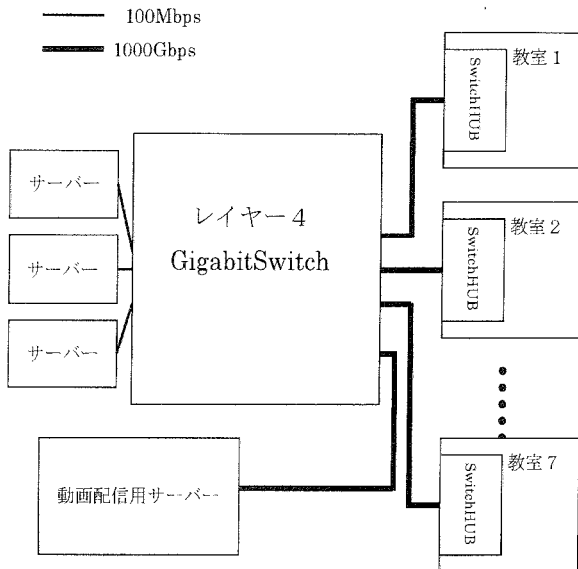 100Mbps
1000Gbps
教室1
SwitchHUB
サーバー
サーバー
サーバー
レイヤー4
GigabitSwitch
教室2
SwitchHUB
動画配信用サーバー
教室7
SwitchHUB